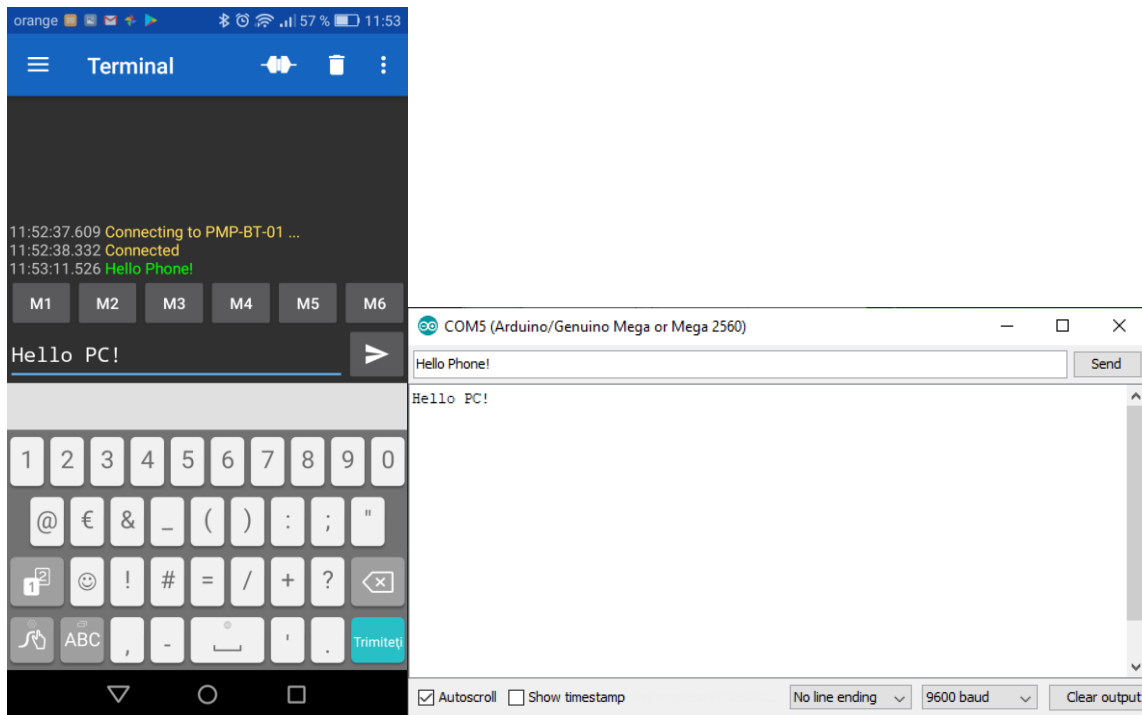 orange 57 % 11:53
Terminal
11:52:37.609 Connecting to PMP-BT-01 ...
11:52:38.332 Connected
11:53:11.526 Hello Phone!
M1 M2 M3 M4 M5 M6
Hello PC!
1 2 3 4 5 6 7 8 9 0
@ € & _ ( ) : ; "
1 2 ! # = / + ?
ABC , - ' . Trimiteți
COM5 (Arduino/Genuino Mega or Mega 2560)
Hello Phone! Send
Hello PC!
Autoscroll Show timestamp No line ending 9600 baud Clear output